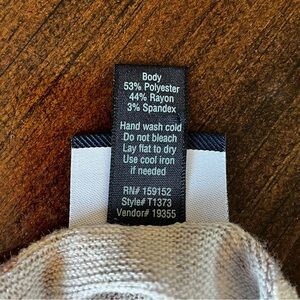 Body
53% Polyester
44% Rayon
3% Spandex
Hand wash cold
Do not bleach
Lay flat to dry
Use cool iron
if needed
RN# 159152
Style# T1373
Vendor# 19355